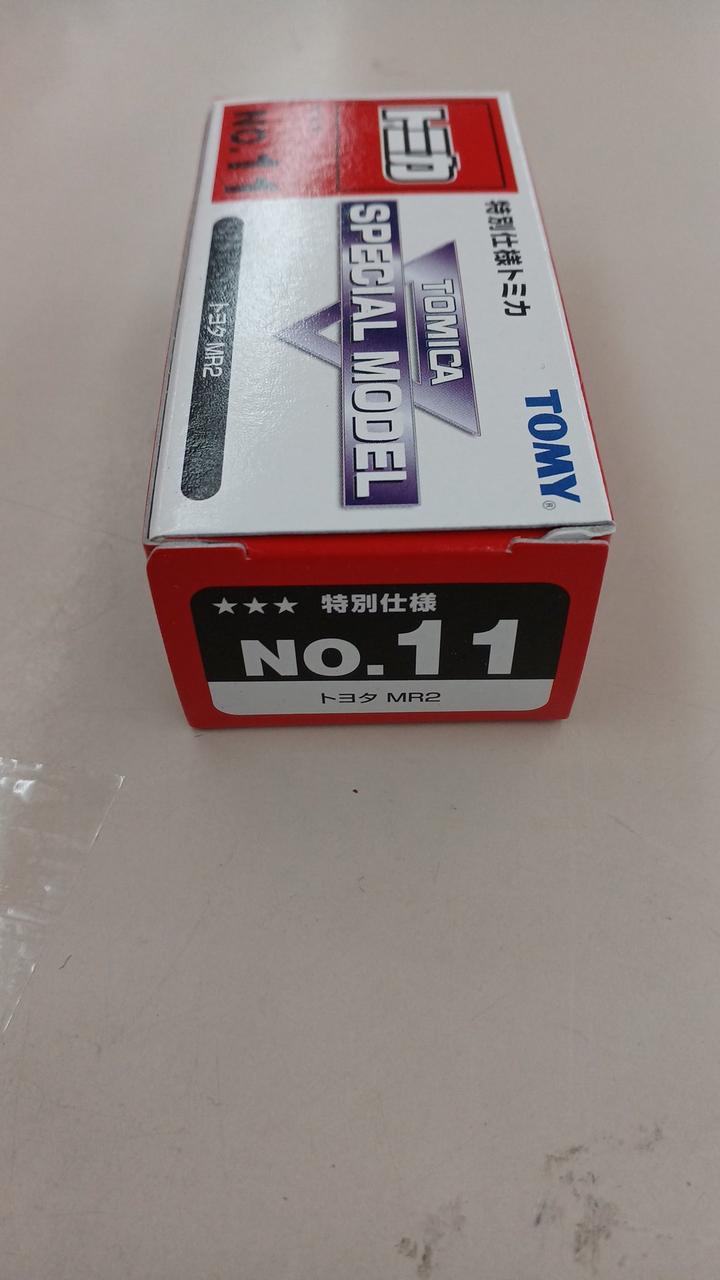 トミカ
NO.11
特別仕様トミカ
TOMICA
SPECIAL MODEL
TOMY®
トヨタ MR2
★★★ 特別仕様
NO.11
トヨタ MR2